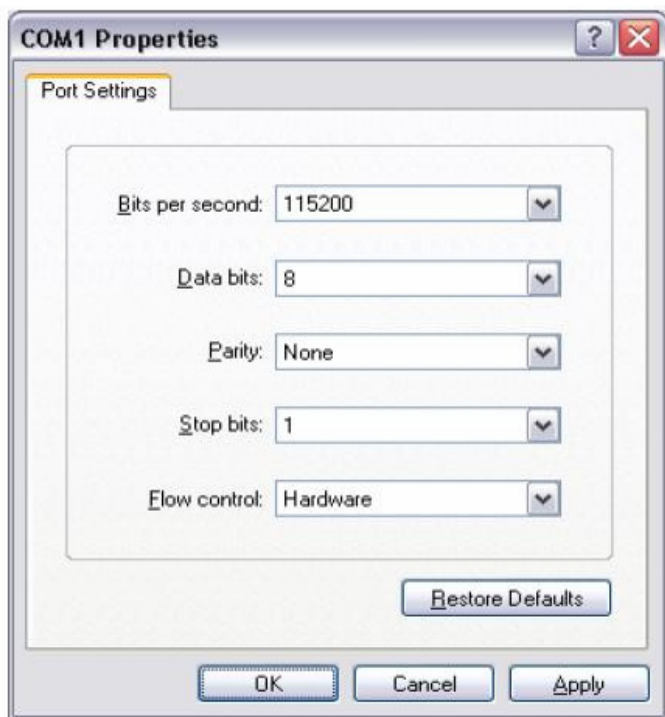 COM1 Properties
Port Settings
Bits per second: 115200
Data bits: 8
Parity: None
Stop bits: 1
Flow control: Hardware
Restore Defaults
OK Cancel Apply